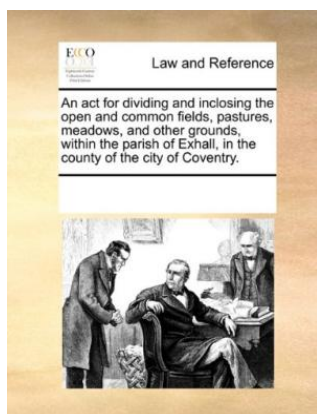 ECCO
Law and Reference
An act for dividing and inclosing the
open and common fields, pastures,
meadows, and other grounds,
within the parish of Exhall, in the
county of the city of Coventry.